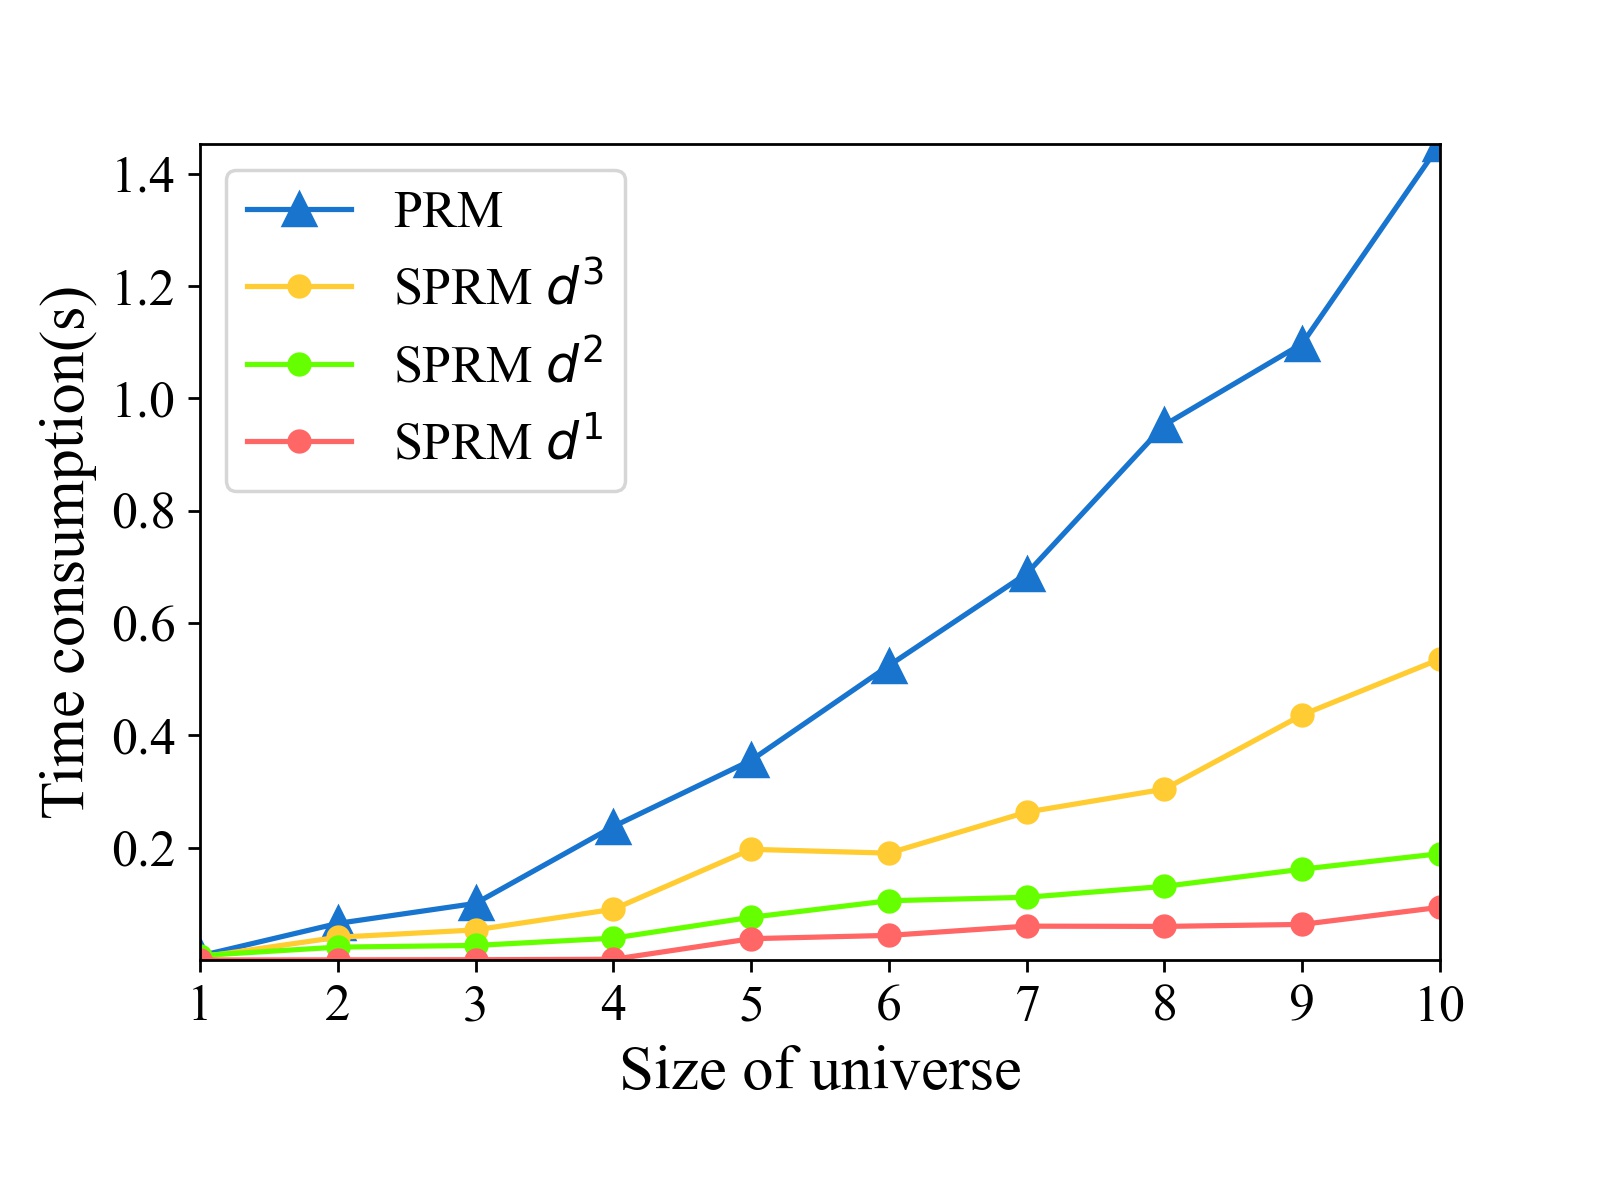 1.4
1.2
1.0
0.8
0.6
0.4
0.2
Time consumption(s)
PRM
SPRM d³
SPRM d²
SPRM d¹
1 2 3 4 5 6 7 8 9 10
Size of universe